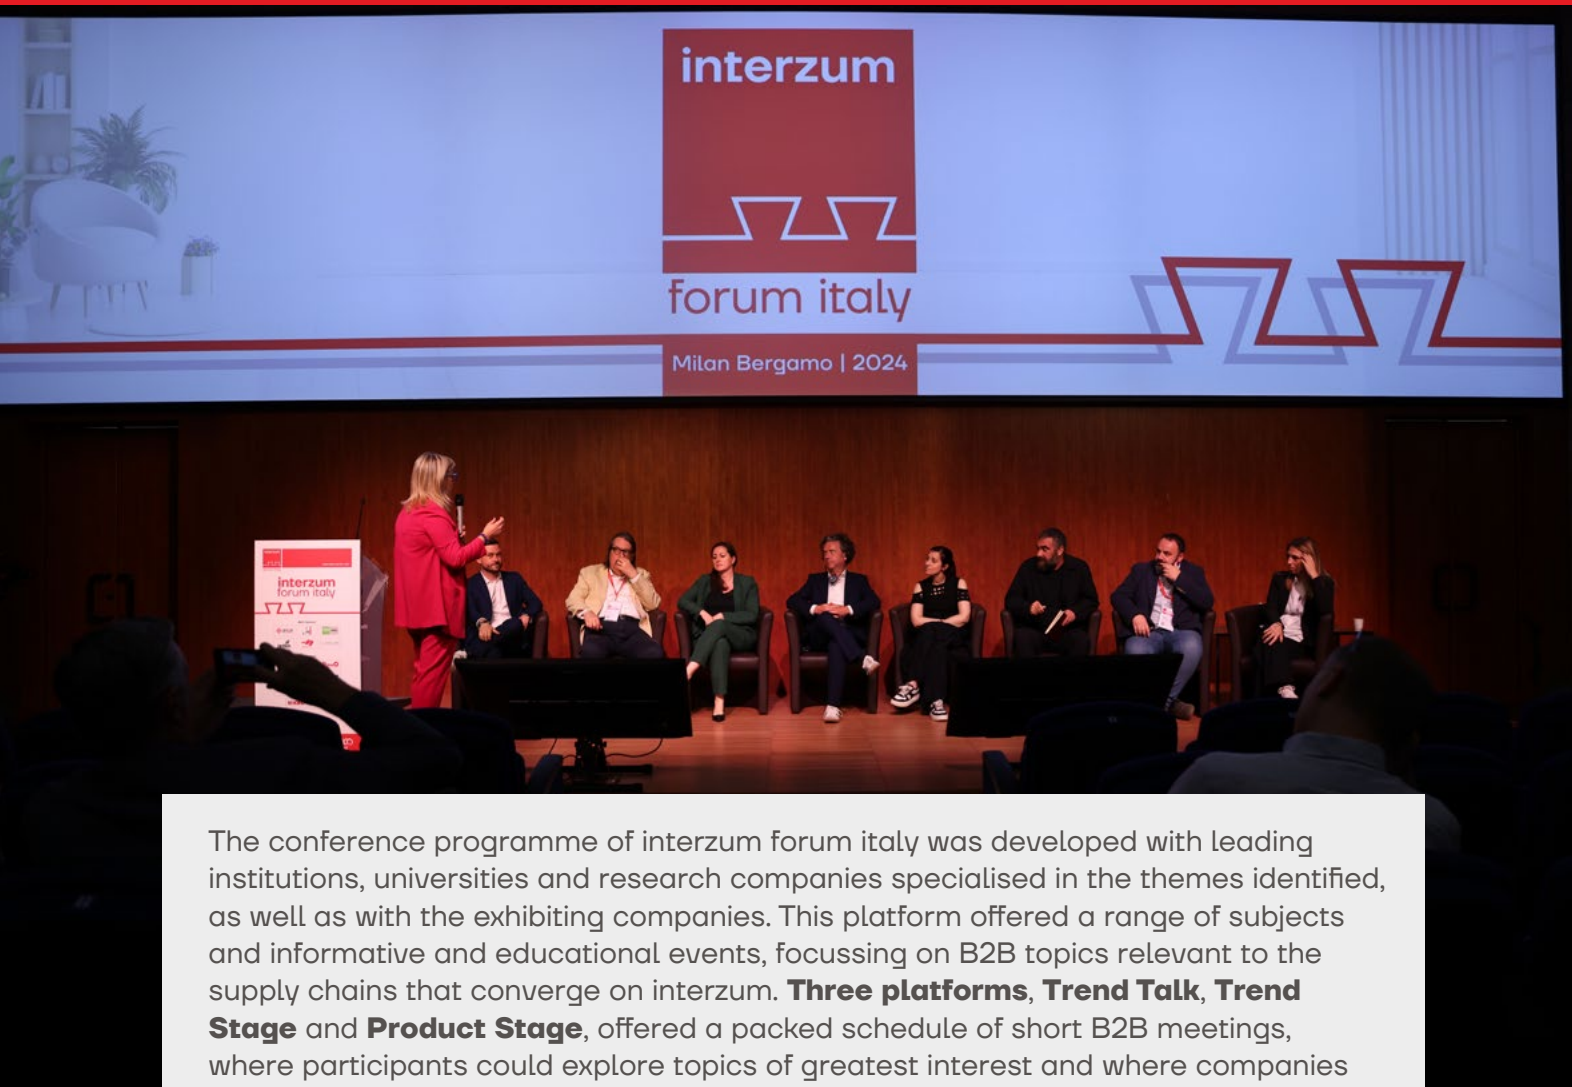 interzum
forum italy
Milan Bergamo | 2024
interzum
forum italy
The conference programme of interzum forum italy was developed with leading
institutions, universities and research companies specialised in the themes identified,
as well as with the exhibiting companies. This platform offered a range of subjects
and informative and educational events, focussing on B2B topics relevant to the
supply chains that converge on interzum. Three platforms, Trend Talk, Trend
Stage and Product Stage, offered a packed schedule of short B2B meetings,
where participants could explore topics of greatest interest and where companies